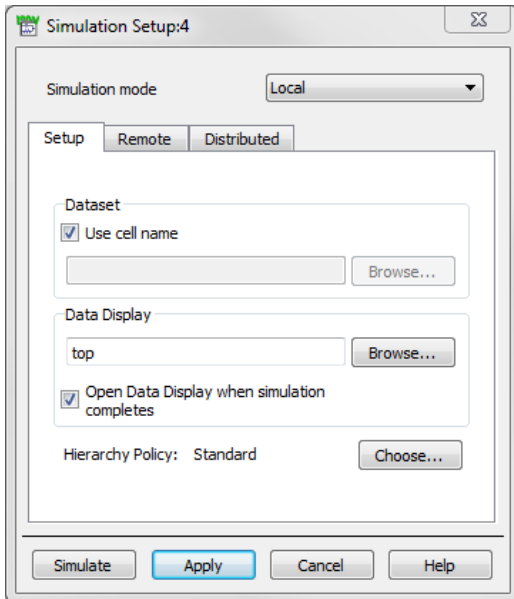 Simulation Setup:4
Simulation mode Local
Setup Remote Distributed
Dataset
Use cell name
Browse...
Data Display
top Browse...
Open Data Display when simulation
completes
Hierarchy Policy: Standard Choose...
Simulate Apply Cancel Help